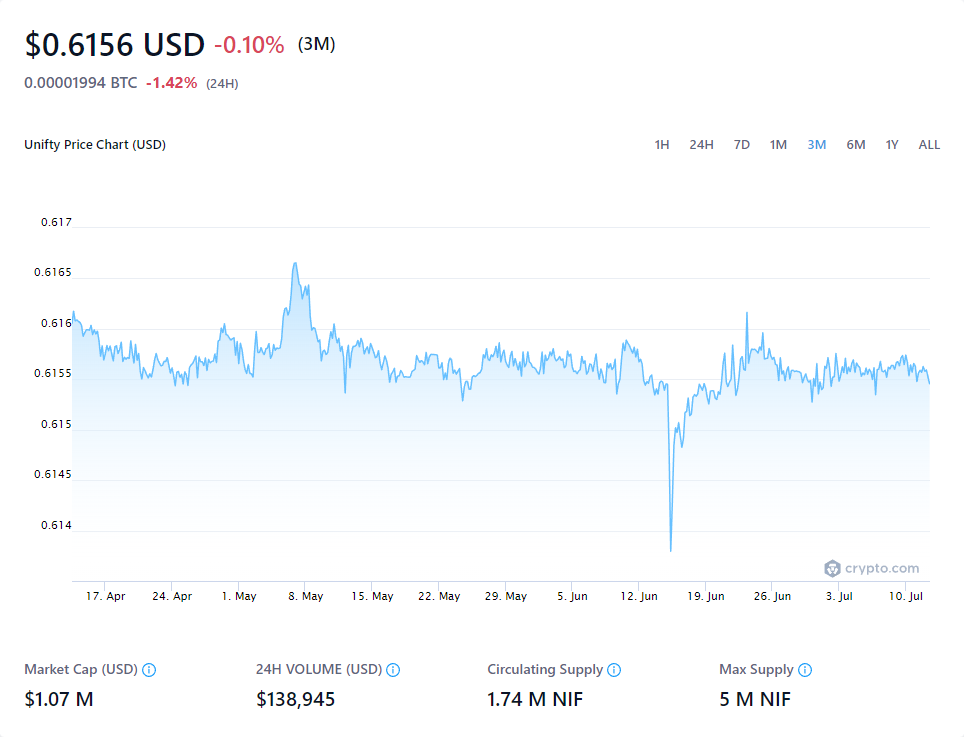 $0.6156 USD -0.10% (3M)
0.00001994 BTC -1.42% (24H)
Unifty Price Chart (USD) 1H 24H 7D 1M 3M 6M 1Y ALL
0.617
0.6165
0.616
0.6155
0.615
0.6145
0.614
crypto.com
17. Apr 24. Apr 1. May 8. May 15. May 22. May 29. May 5. Jun 12. Jun 19. Jun 26. Jun 3. Jul 10. Jul
Market Cap (USD) 24H VOLUME (USD) Circulating Supply Max Supply
$1.07 M $138,945 1.74 M NIF 5 M NIF